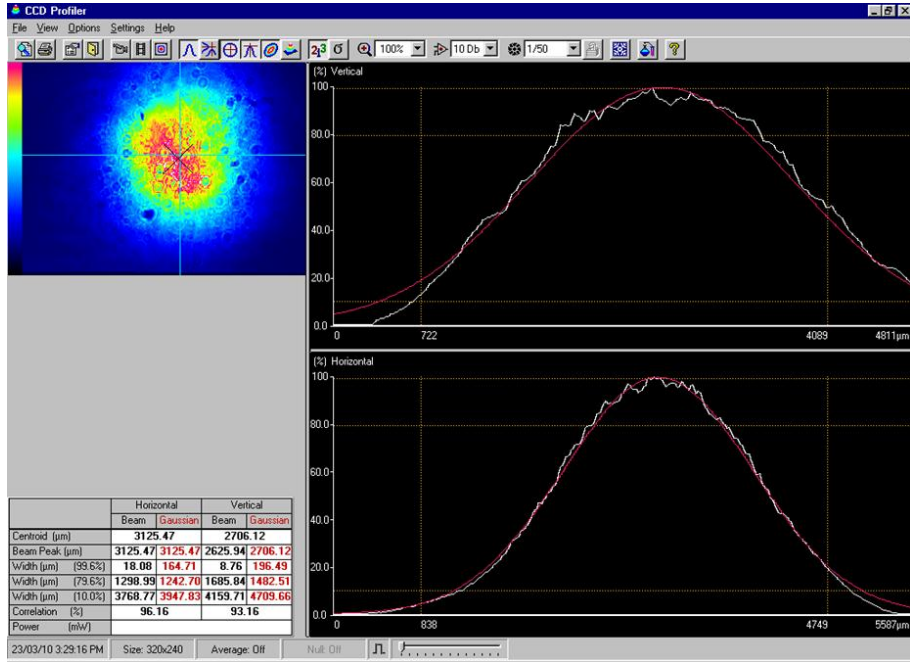 CCD Profiler
File View Options Settings Help
2,3 σ 100% 10 Db 1/50 ?
(%) Vertical
100
80.0
60.0
40.0
20.0
0.0
0 722 4089 4811µm
(%) Horizontal
100
80.0
60.0
40.0
20.0
0.0
0 838 4749 5587µm
Horizontal Vertical
Beam Gaussian Beam Gaussian
Centroid (µm) 3125.47 2706.12
Beam Peak (µm) 3125.47 3125.47 2625.94 2706.12
Width (µm) (99.6%) 18.08 164.71 8.76 196.49
Width (µm) (79.6%) 1298.99 1242.70 1685.84 1482.51
Width (µm) (10.0%) 3768.77 3947.83 4159.71 4709.66
Correlation (%) 96.16 93.16
Power (mW)
23/03/10 3:29:16 PM Size: 320x240 Average: Off Null: Off